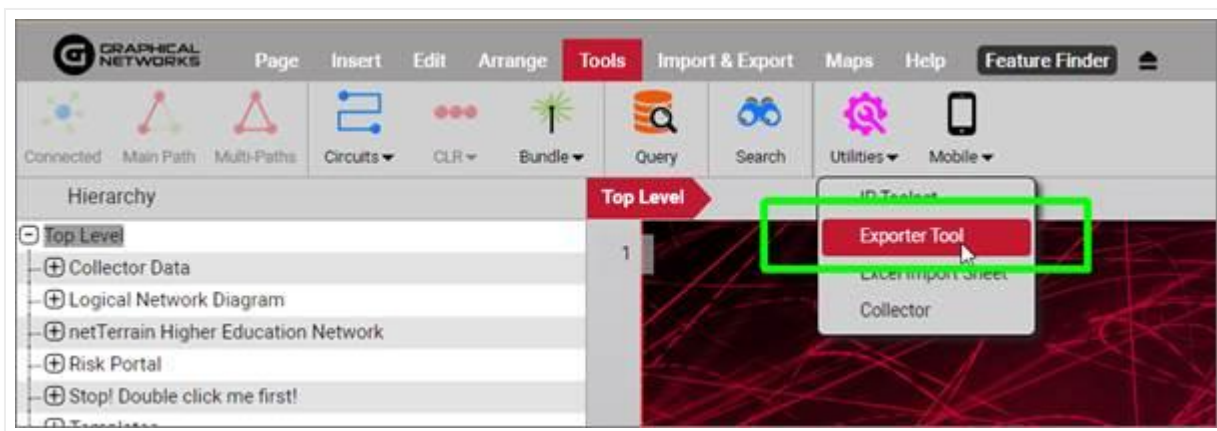 GRAPHICAL NETWORKS
Page Insert Edit Arrange Tools Import & Export Maps Help Feature Finder
Connected Main Path Multi-Paths Circuits CLR Bundle Query Search Utilities Mobile
Hierarchy
Top Level
IP Toolset
Exporter Tool
Excel Import Sheet
Collector
1
Top Level
Collector Data
Logical Network Diagram
netTerrain Higher Education Network
Risk Portal
Stop! Double click me first!
Templates